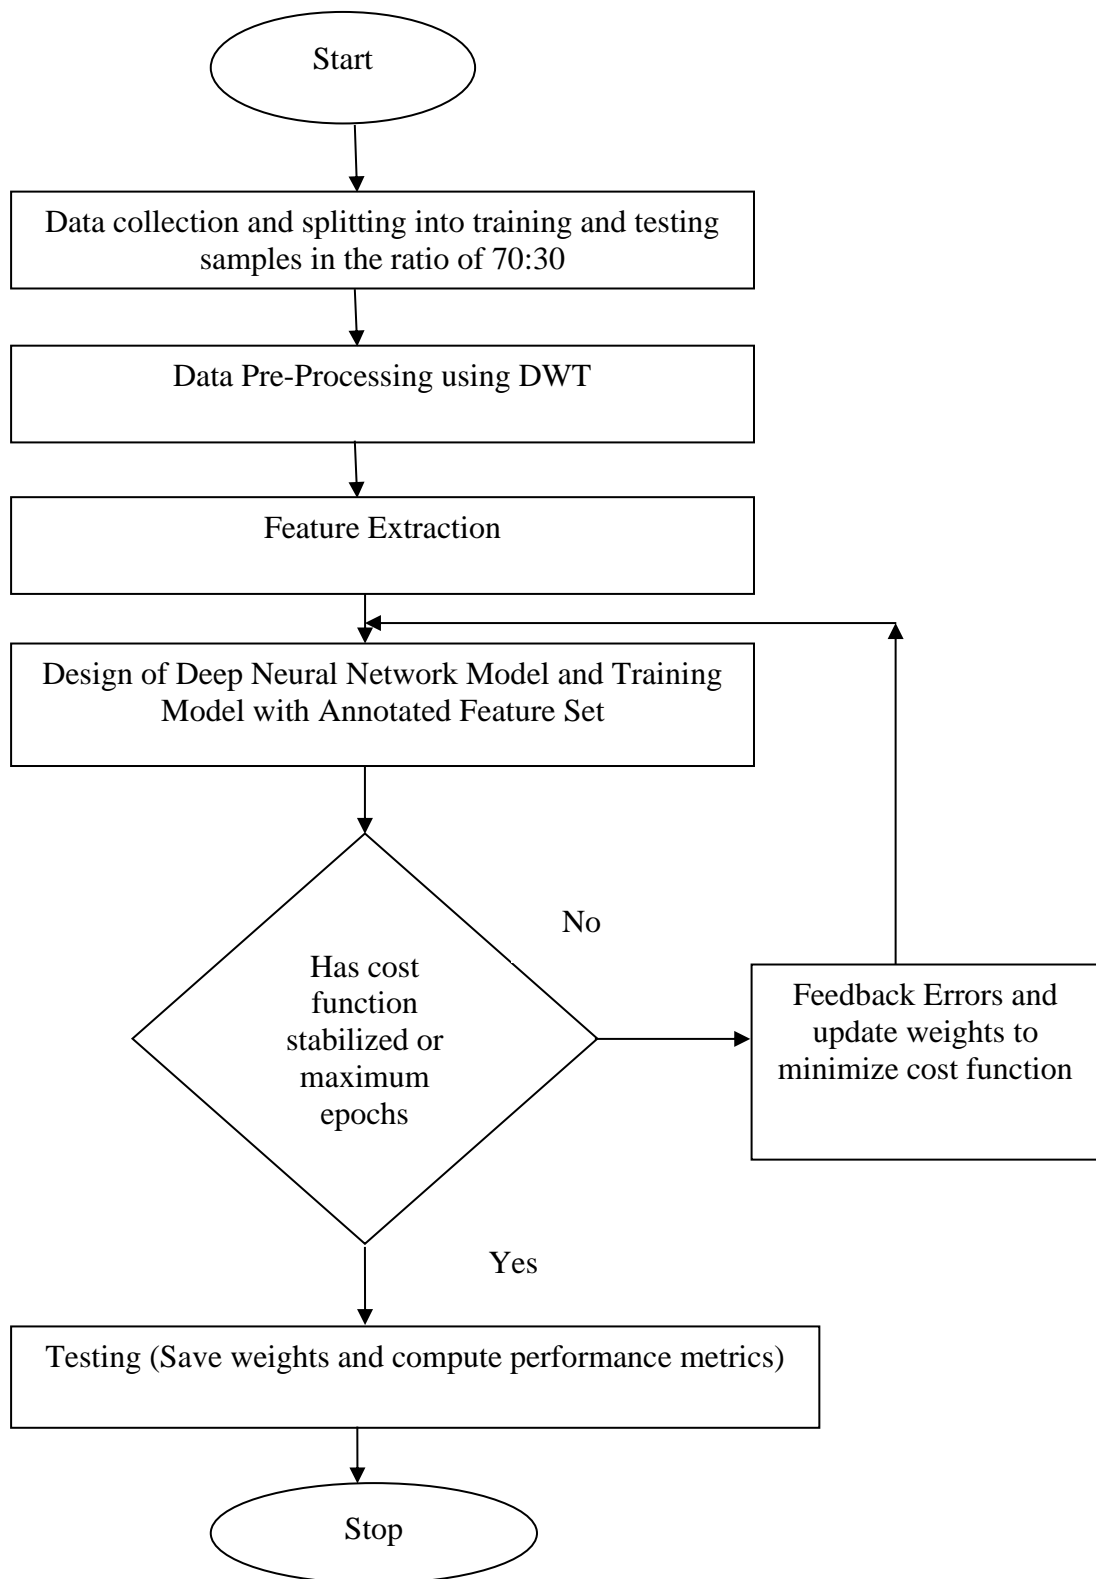 Start
Data collection and splitting into training and testing
samples in the ratio of 70:30
Data Pre-Processing using DWT
Feature Extraction
Design of Deep Neural Network Model and Training
Model with Annotated Feature Set
No
Has cost
function
stabilized or
maximum
epochs
Feedback Errors and
update weights to
minimize cost function
Yes
Testing (Save weights and compute performance metrics)
Stop